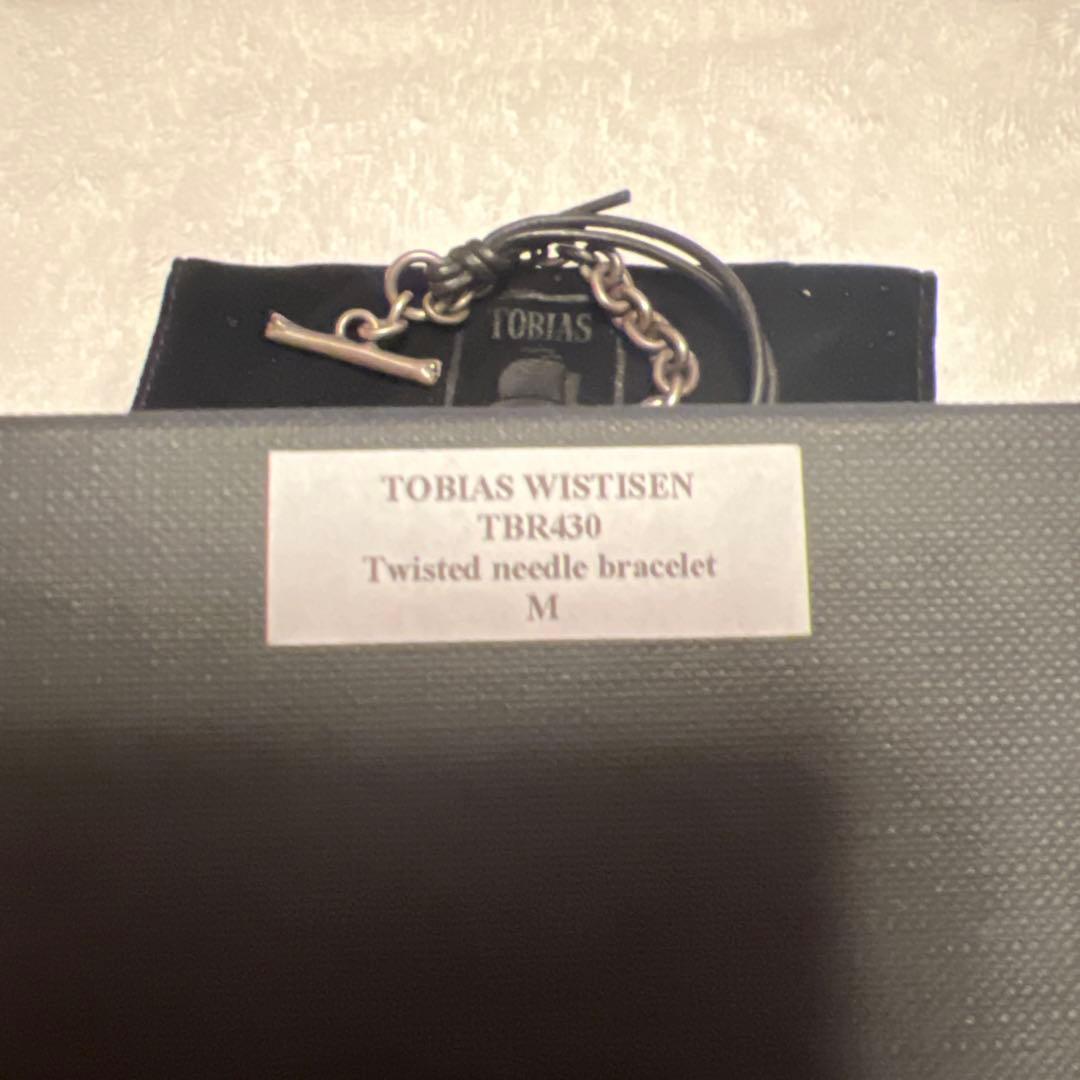 TOBIAS
TOBIAS WISTISEN
TBR430
Twisted needle bracelet
M